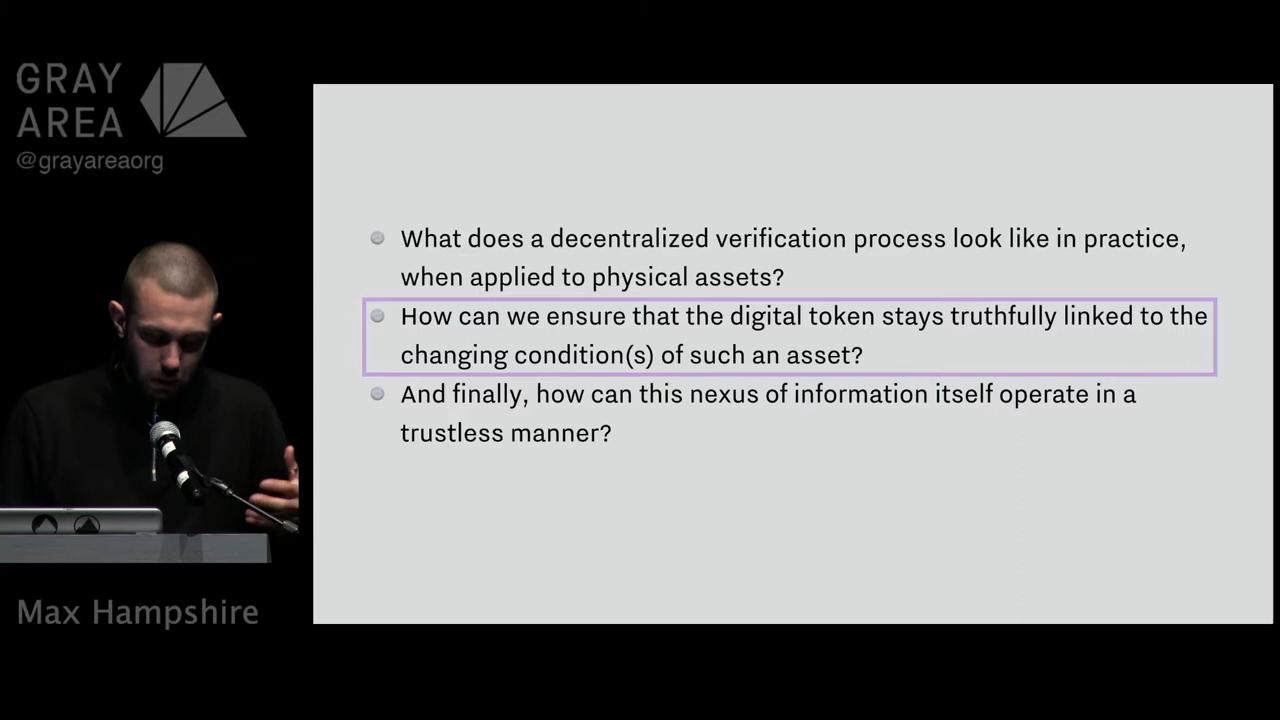 GRAY
AREA
@grayareaorg
What does a decentralized verification process look like in practice,
when applied to physical assets?
How can we ensure that the digital token stays truthfully linked to the
changing condition(s) of such an asset?
And finally, how can this nexus of information itself operate in a
trustless manner?
Max Hampshire